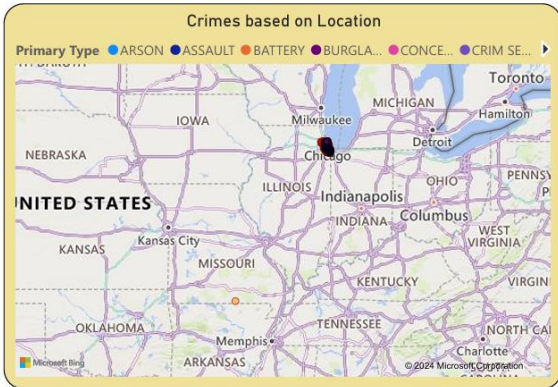 Crimes based on Location
Primary Type ARSON ASSAULT BATTERY BURGLA... CONCE... CRIM SE...
Toronto
MICHIGAN
Hamilton
Milwaukee
IOWA
Detroit
Chicago
NEBRASKA
OHIO
PENNSY
ILLINOIS
Indianapolis
UNITED STATES
Columbus
INDIANA
WEST
VIRGINIA
Kansas City
KANSAS
MISSOURI
KENTUCKY
VIRGIN
OKLAHOMA
TENNESSEE
NORTH CA
Memphis
Charlotte
ARKANSAS
Microsoft Bing
© 2024 Microsoft Corporation